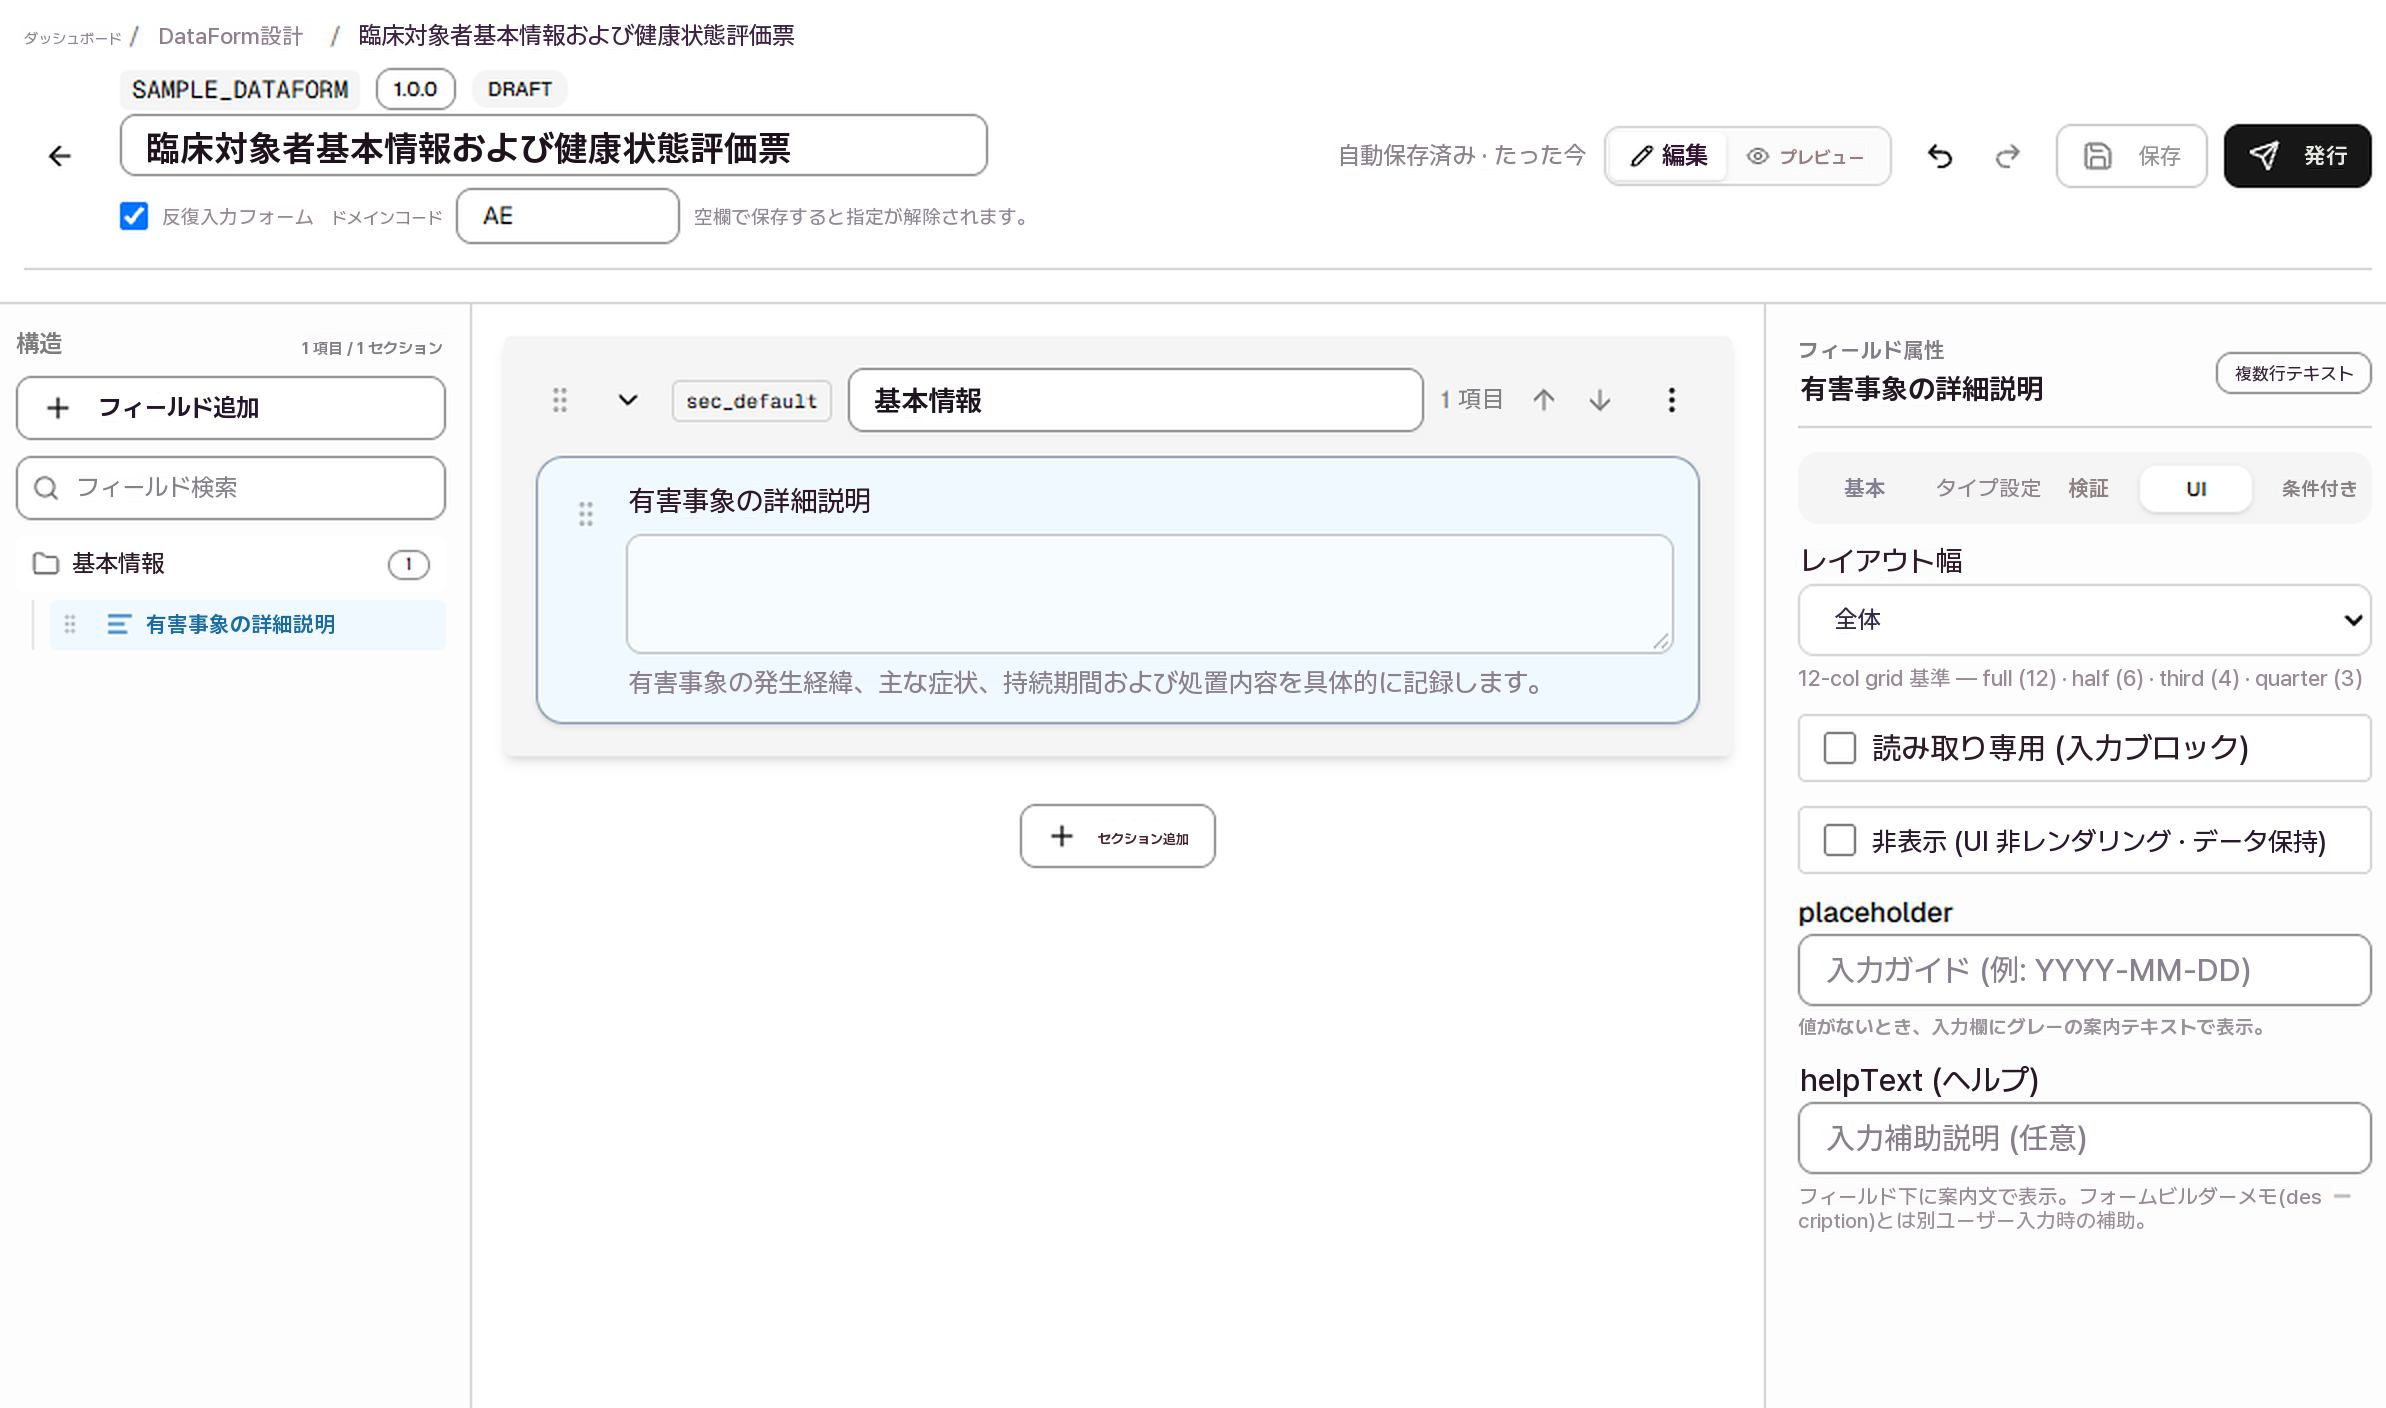 ダッシュボード / DataForm設計 / 臨床対象者基本情報および健康状態評価票
SAMPLE_DATAFORM 1.0.0 DRAFT
臨床対象者基本情報および健康状態評価票
自動保存済み · たった今 編集 プレビュー 保存 発行
反復入力フォーム ドメインコード AE 空欄で保存すると指定が解除されます。
構造 1 項目 / 1 セクション
フィールド追加
フィールド検索
基本情報 1
有害事象の詳細説明
sec_default 基本情報 1 項目
有害事象の詳細説明
有害事象の発生経緯、主な症状、持続期間および処置内容を具体的に記録します。
セクション追加
フィールド属性
有害事象の詳細説明 複数行テキスト
基本 タイプ設定 検証 UI 条件付き
レイアウト幅
全体
12-col grid 基準 — full (12) · half (6) · third (4) · quarter (3)
読み取り専用 (入力ブロック)
非表示 (UI 非レンダリング · データ保持)
placeholder
入力ガイド (例: YYYY-MM-DD)
値がないとき、入力欄にグレーの案内テキストで表示。
helpText (ヘルプ)
入力補助説明 (任意)
フィールド下に案内文で表示。フォームビルダーメモ(des —
cription)とは別ユーザー入力時の補助。